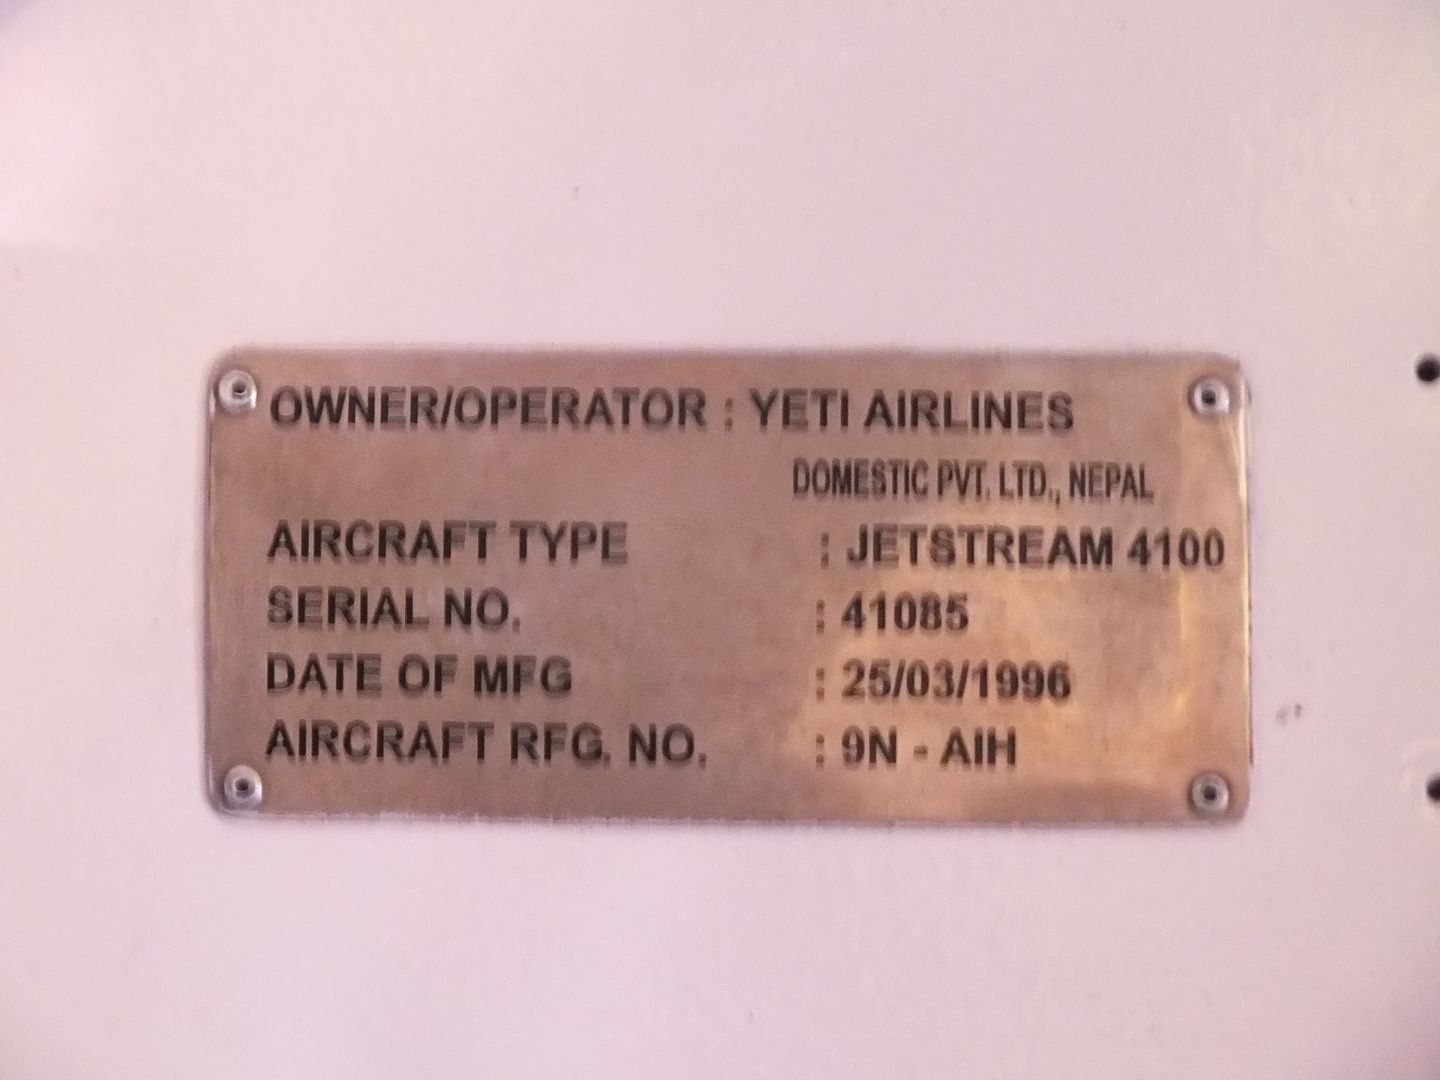 OWNER/OPERATOR : YETI AIRLINES
DOMESTIC PVT. LTD., NEPAL
AIRCRAFT TYPE : JETSTREAM 4100
SERIAL NO. : 41085
DATE OF MFG : 25/03/1996
AIRCRAFT RFG. NO. : 9N - AIH